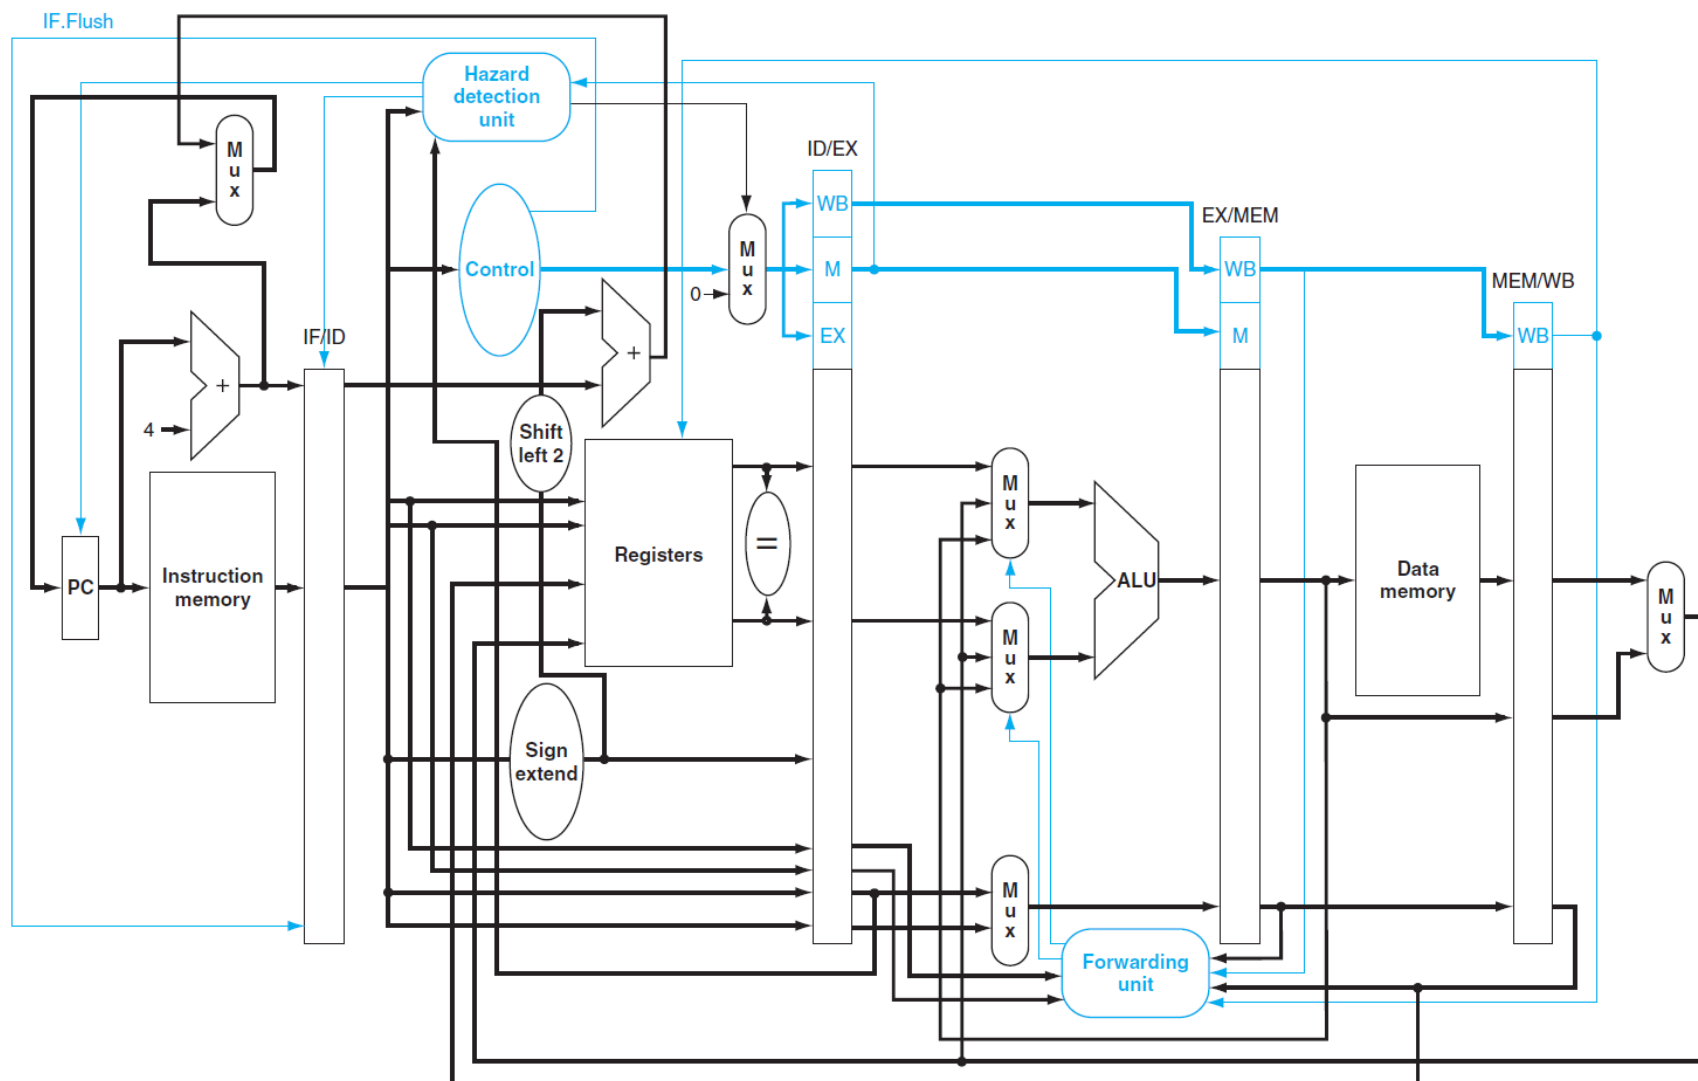 IF.Flush
Hazard
detection
unit
M
u
x
ID/EX
WB
EX/MEM
M
u
x
Control
M
WB
MEM/WB
0
IF/ID
EX
M
WB
+
+
4
Shift
left 2
M
u
x
Registers
=
PC
Instruction
memory
ALU
Data
memory
M
u
x
M
u
x
Sign
extend
M
u
x
Forwarding
unit